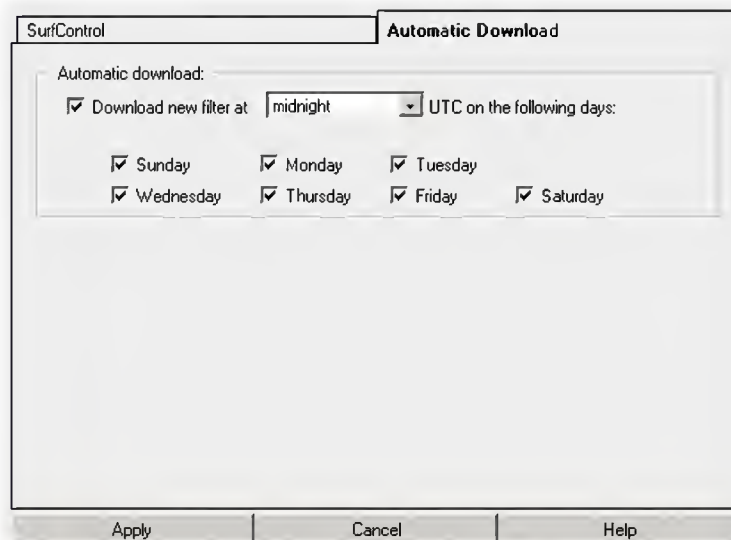 SurfControl Automatic Download
Automatic download:
Download new filter at midnight UTC on the following days:
Sunday Monday Tuesday
Wednesday Thursday Friday Saturday
Apply Cancel Help